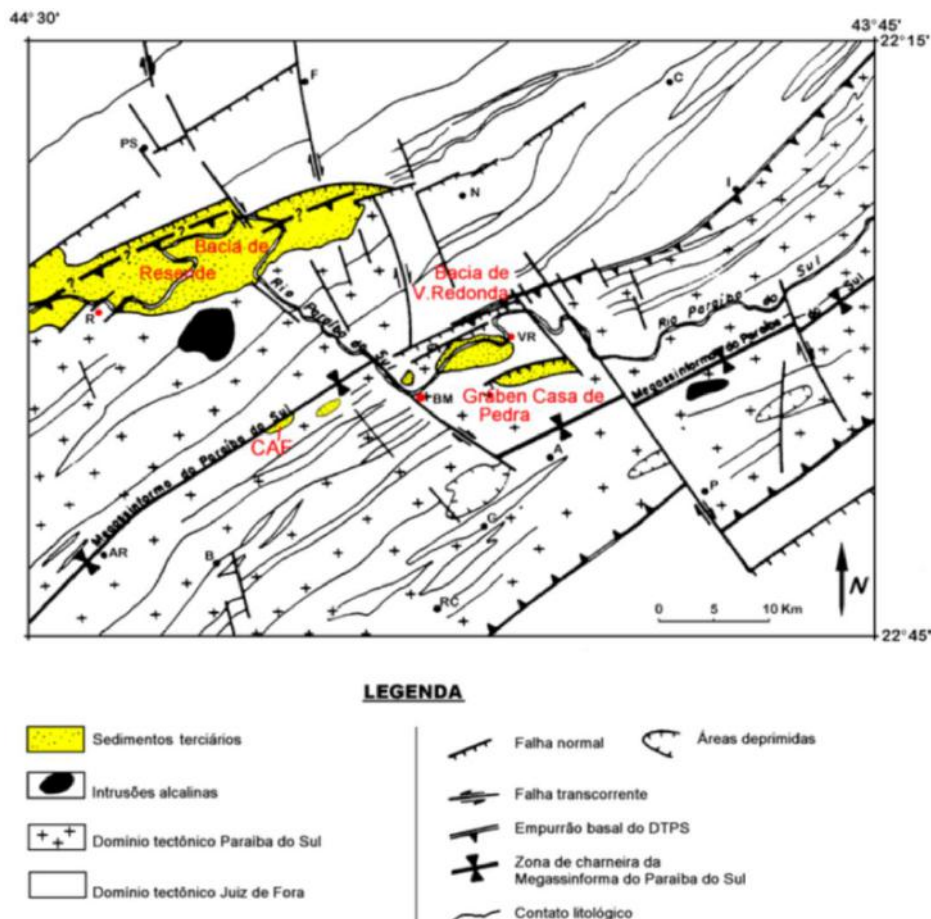 44° 30'
43° 45'
22° 15'
F
C
PS
N
I
?
?
?
?
Bacia de
Resende
Bacia de
V.Redonda
R
Rio Paraíba do Sul
Rio Paraíba do Sul
VR
BM
Megassinforma do Paraíba do Sul
Graben Casa de
Pedra
Megassinforma do Paraíba do Sul
CAF
A
P
G
AR
B
RC
N
0 5 10 Km
22° 45'
LEGENDA
Sedimentos terciários
Intrusões alcalinas
Domínio tectônico Paraíba do Sul
Domínio tectônico Juiz de Fora
Falha normal
Áreas deprimidas
Falha transcorrente
Empurrão basal do DTPS
Zona de charneira da
Megassinforma do Paraíba do Sul
Contato litológico